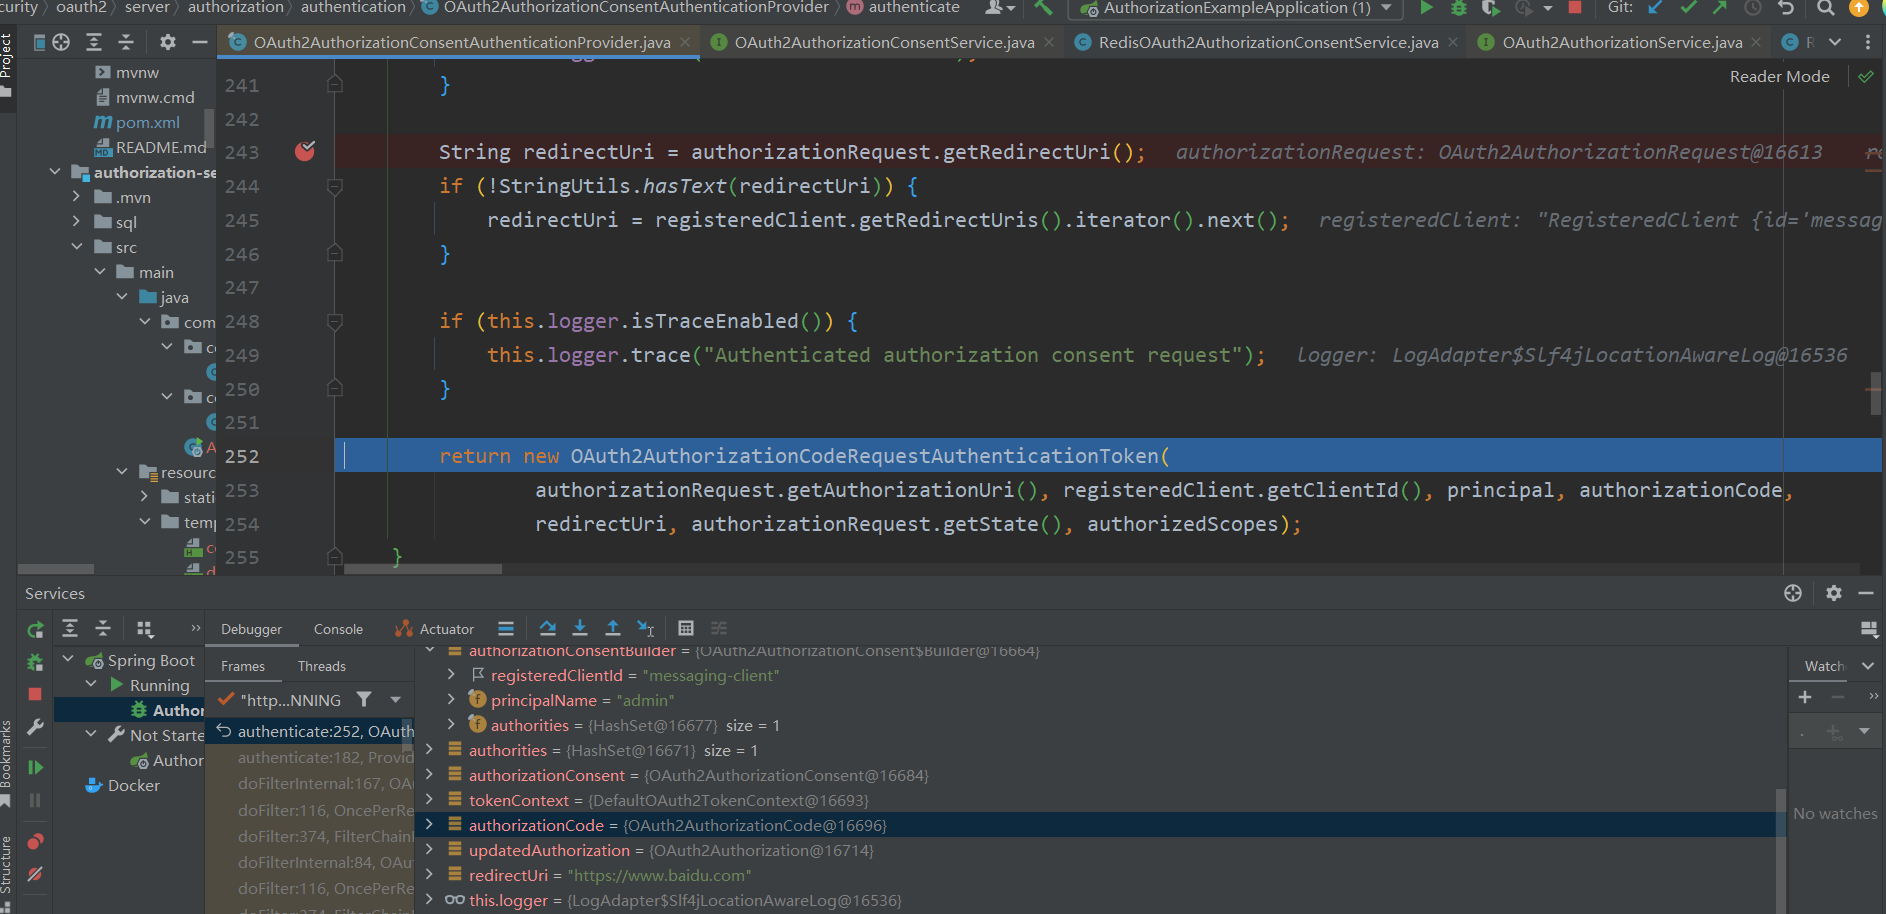 curity › oauth2 › server › authorization › authentication › OAuth2AuthorizationConsentAuthenticationProvider › authenticate
AuthorizationExampleApplication (1)
Git:
Project
OAuth2AuthorizationConsentAuthenticationProvider.java
OAuth2AuthorizationConsentService.java
RedisOAuth2AuthorizationConsentService.java
OAuth2AuthorizationService.java
R
Reader Mode
mvnw
mvnw.cmd
pom.xml
README.md
authorization-se
.mvn
sql
src
main
java
com
c
c
A
resourc
stati
temp
c
d
241 }
242
243 String redirectUri = authorizationRequest.getRedirectUri(); authorizationRequest: OAuth2AuthorizationRequest@16613
244 if (!StringUtils.hasText(redirectUri)) {
245 redirectUri = registeredClient.getRedirectUris().iterator().next(); registeredClient: "RegisteredClient {id='messag
246 }
247
248 if (this.logger.isTraceEnabled()) {
249 this.logger.trace("Authenticated authorization consent request"); logger: LogAdapter$Slf4jLocationAwareLog@16536
250 }
251
252 return new OAuth2AuthorizationCodeRequestAuthenticationToken(
253 authorizationRequest.getAuthorizationUri(), registeredClient.getClientId(), principal, authorizationCode,
254 redirectUri, authorizationRequest.getState(), authorizedScopes);
255 }
Services
Debugger
Console
Actuator
Spring Boot
Running
Author
Not Starte
Author
Docker
Bookmarks
Structure
Frames
Threads
"http...NNING
authenticate:252, OAuth
authenticate:182, Provid
doFilterInternal:167, OA
doFilter:116, OncePerRe
doFilter:374, FilterChainI
doFilterInternal:84, OAu
doFilter:116, OncePerRe
authorizationConsentBuilder = {OAuth2AuthorizationConsent$Builder@16664}
registeredClientId = "messaging-client"
principalName = "admin"
authorities = {HashSet@16677} size = 1
authorities = {HashSet@16671} size = 1
authorizationConsent = {OAuth2AuthorizationConsent@16684}
tokenContext = {DefaultOAuth2TokenContext@16693}
authorizationCode = {OAuth2AuthorizationCode@16696}
updatedAuthorization = {OAuth2Authorization@16714}
redirectUri = "https://www.baidu.com"
this.logger = {LogAdapter$Slf4jLocationAwareLog@16536}
Watch
No watches